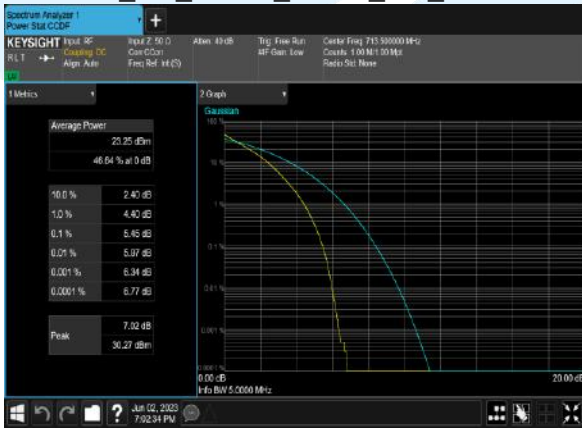 Spectrum Analyzer 1
Power Stat CCDF
+
KEYSIGHT
Input: RF
Input Z: 50 Ω
Atten: 40 dB
Trig: Free Run
Center Freq: 713.500000 MHz
RLT
Coupling: DC
Corr CCorr
#IF Gain: Low
Counts: 1.00 M/1.00 Mpt
Align: Auto
Freq Ref: Int (S)
Radio Std: None
1 Metrics
Average Power
23.25 dBm
46.64 % at 0 dB
10.0 % 2.40 dB
1.0 % 4.40 dB
0.1 % 5.45 dB
0.01 % 5.97 dB
0.001 % 6.34 dB
0.0001 % 6.77 dB
Peak
7.02 dB
30.27 dBm
2 Graph
Gaussian
100 %
10 %
1 %
0.1 %
0.01 %
0.001 %
0.0001 %
0.00 dB
20.00 dB
Info BW 5.0000 MHz
?
Jun 02, 2023
7:02:34 PM